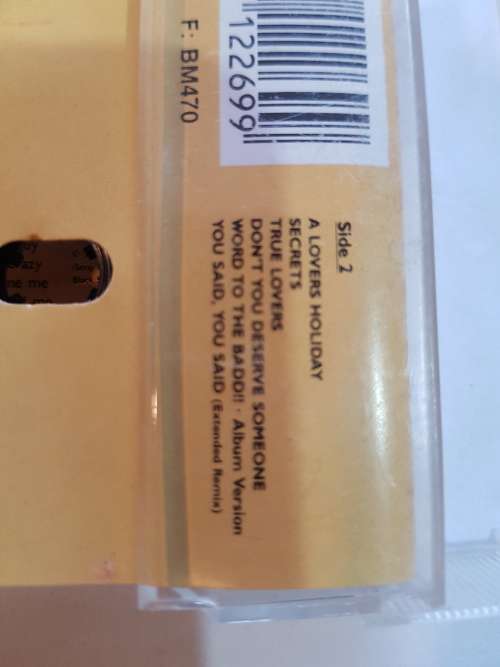 122699
F: BM470
Side 2
A LOVERS HOLIDAY
SECRETS
TRUE LOVERS
DON'T YOU DESERVE SOMEONE
WORD TO THE BADD!! - Album Version
YOU SAID, YOU SAID (Extended Remix)
me